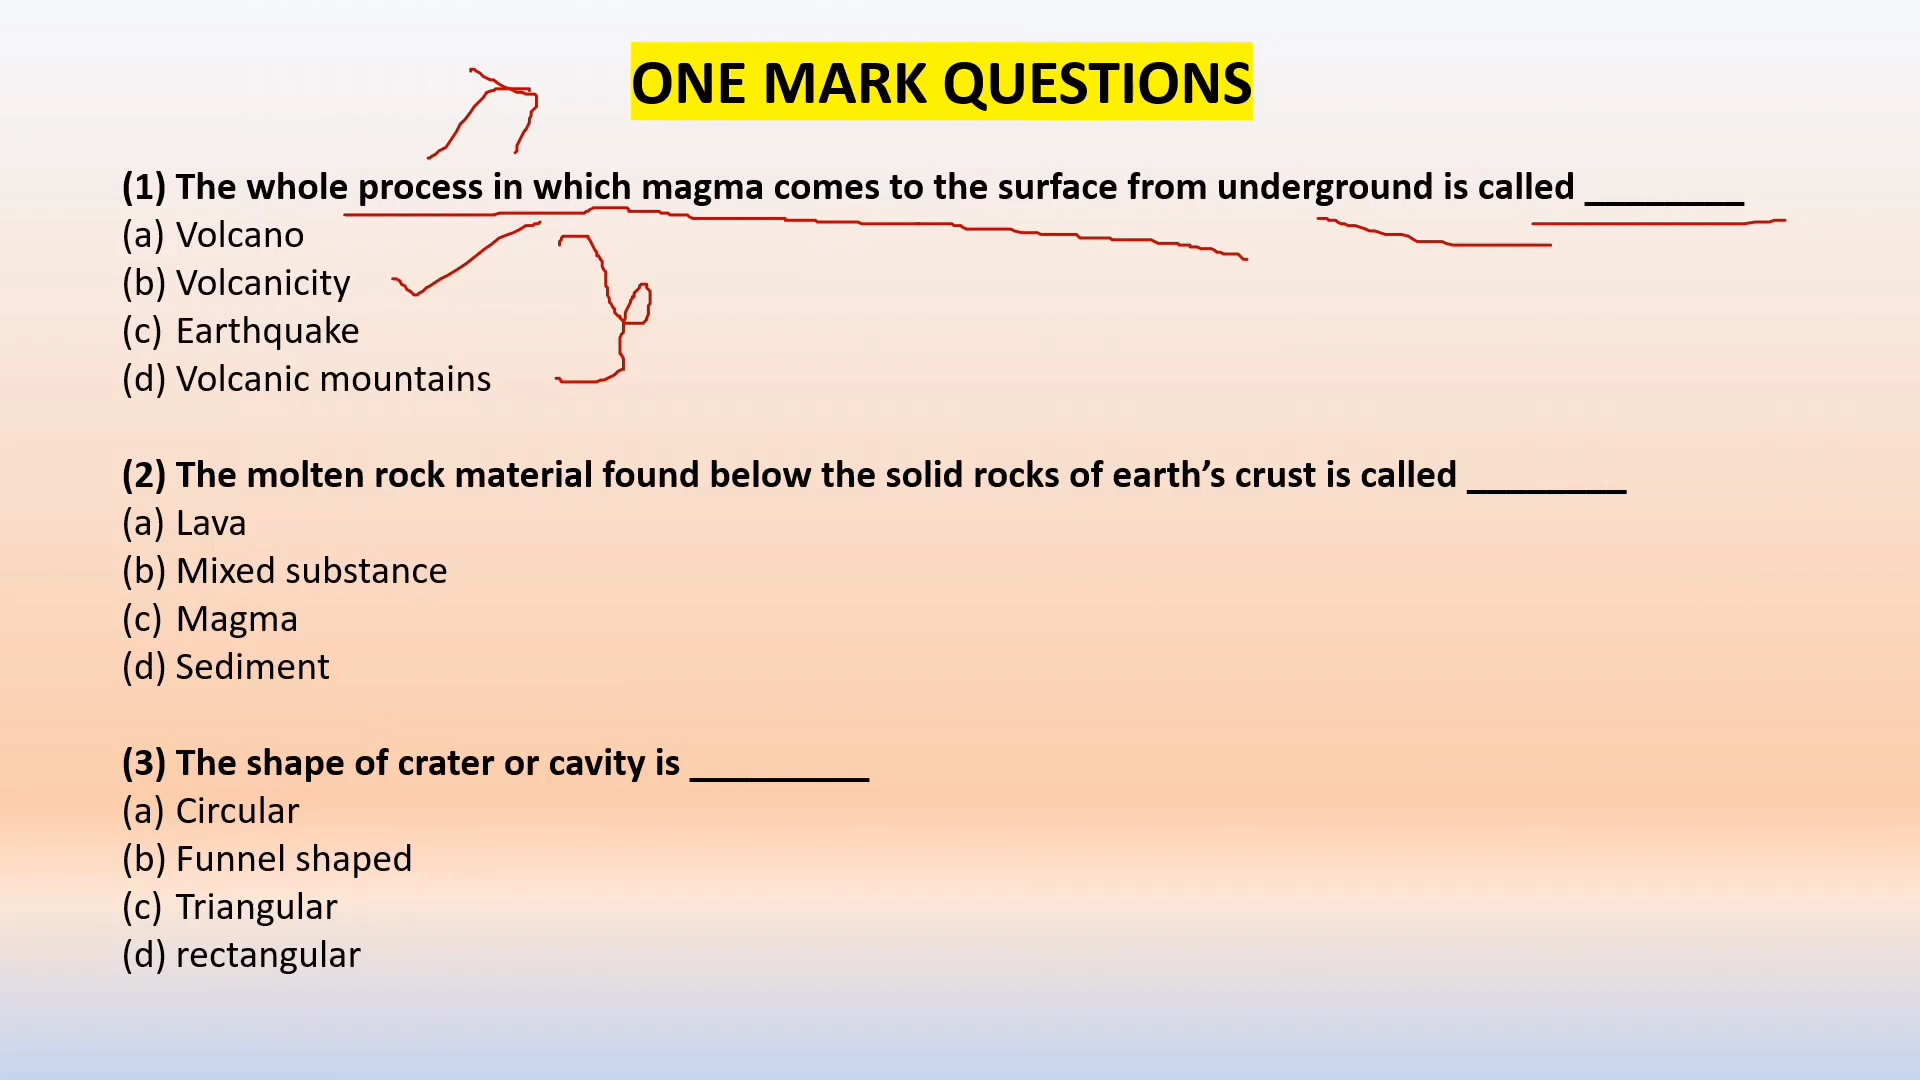 ONE MARK QUESTIONS
(1) The whole process in which magma comes to the surface from underground is called ________
(a) Volcano
(b) Volcanicity
(c) Earthquake
(d) Volcanic mountains
(2) The molten rock material found below the solid rocks of earth’s crust is called ________
(a) Lava
(b) Mixed substance
(c) Magma
(d) Sediment
(3) The shape of crater or cavity is _________
(a) Circular
(b) Funnel shaped
(c) Triangular
(d) rectangular